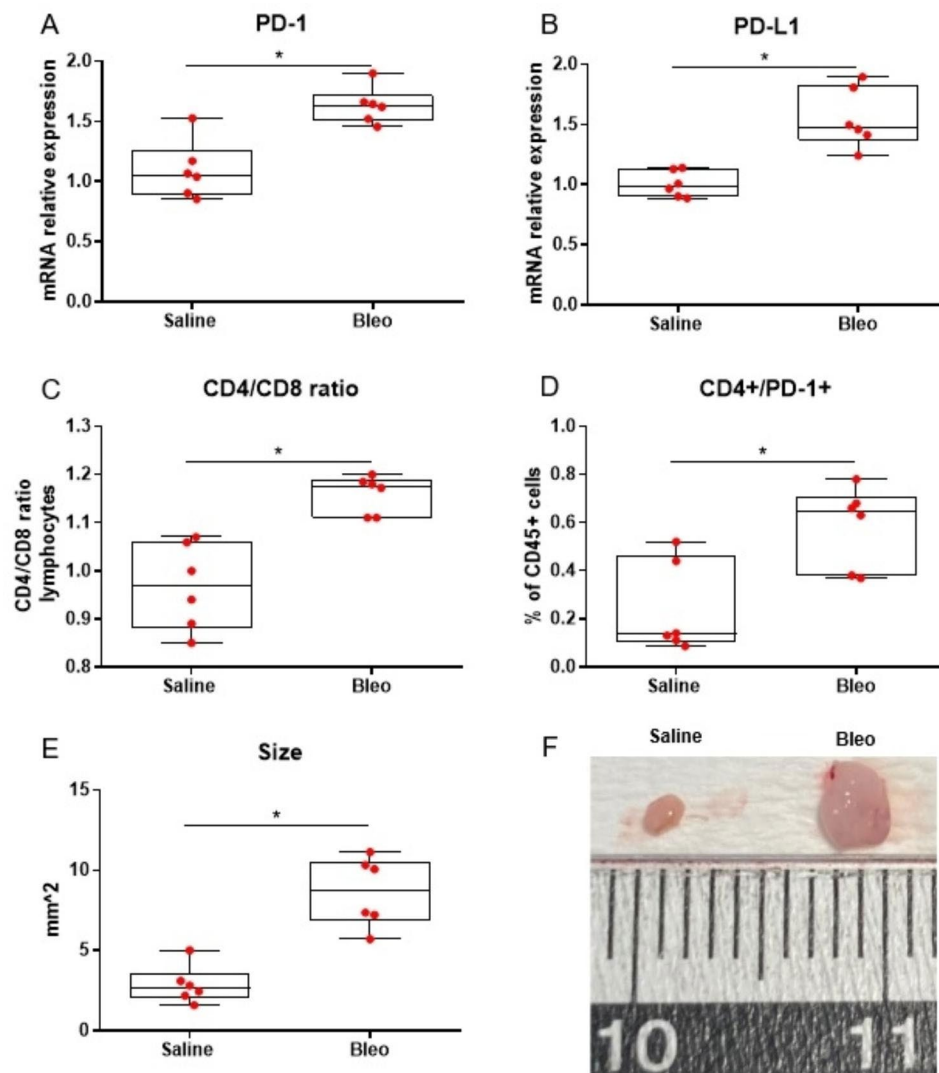 A
PD-1
*
mRNA relative expression
2.0
1.5
1.0
0.5
0.0
Saline
Bleo
B
PD-L1
*
mRNA relative expression
2.0
1.5
1.0
0.5
0.0
Saline
Bleo
C
CD4/CD8 ratio
*
CD4/CD8 ratio
lymphocytes
1.3
1.2
1.1
1.0
0.9
0.8
Saline
Bleo
D
CD4+/PD-1+
*
% of CD45+ cells
1.0
0.8
0.6
0.4
0.2
0.0
Saline
Bleo
E
Size
*
mm^2
15
10
5
0
Saline
Bleo
F
Saline
Bleo
10
11